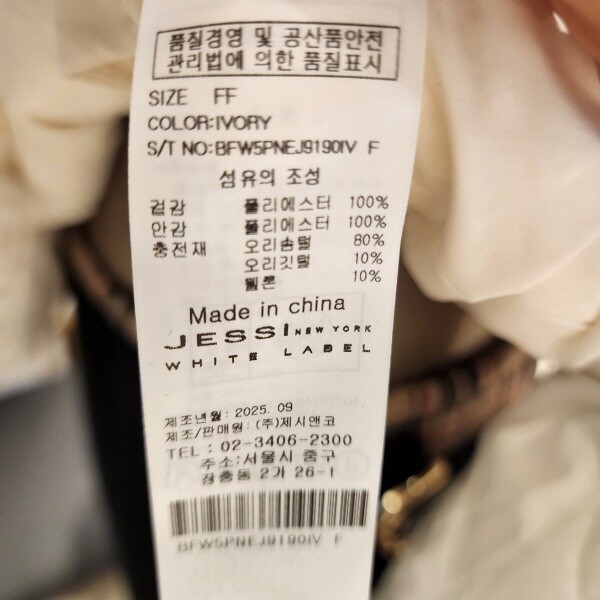 품질경영 및 공산품안전
관리법에 의한 품질표시
SIZE FF
COLOR:IVORY
S/T NO:BFW5PNEJ9190IV F
섬유의 조성
겉감 폴리에스터 100%
안감 폴리에스터 100%
충전재 오리솜털 80%
오리깃털 10%
웰론 10%
Made in china
JESSI NEW YORK
WHITE LABEL
제조년월: 2025. 09
제조/판매원: (주)제시앤코
TEL : 02-3406-2300
주소:서울시 중구
장충동 2가 26-1
BFW5PNEJ9190IV F